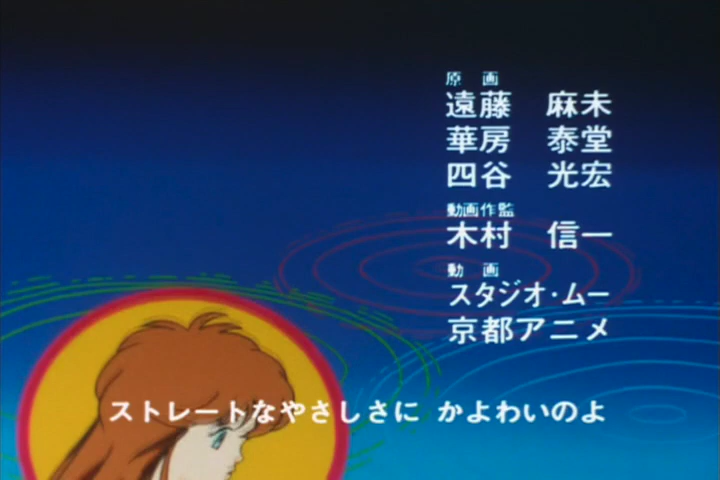 原　画
遠藤　麻未
華房　泰堂
四谷　光宏
動画作監
木村　信一
動　画
スタジオ・ムー
京都アニメ
ストレートなやさしさに かよわいのよ